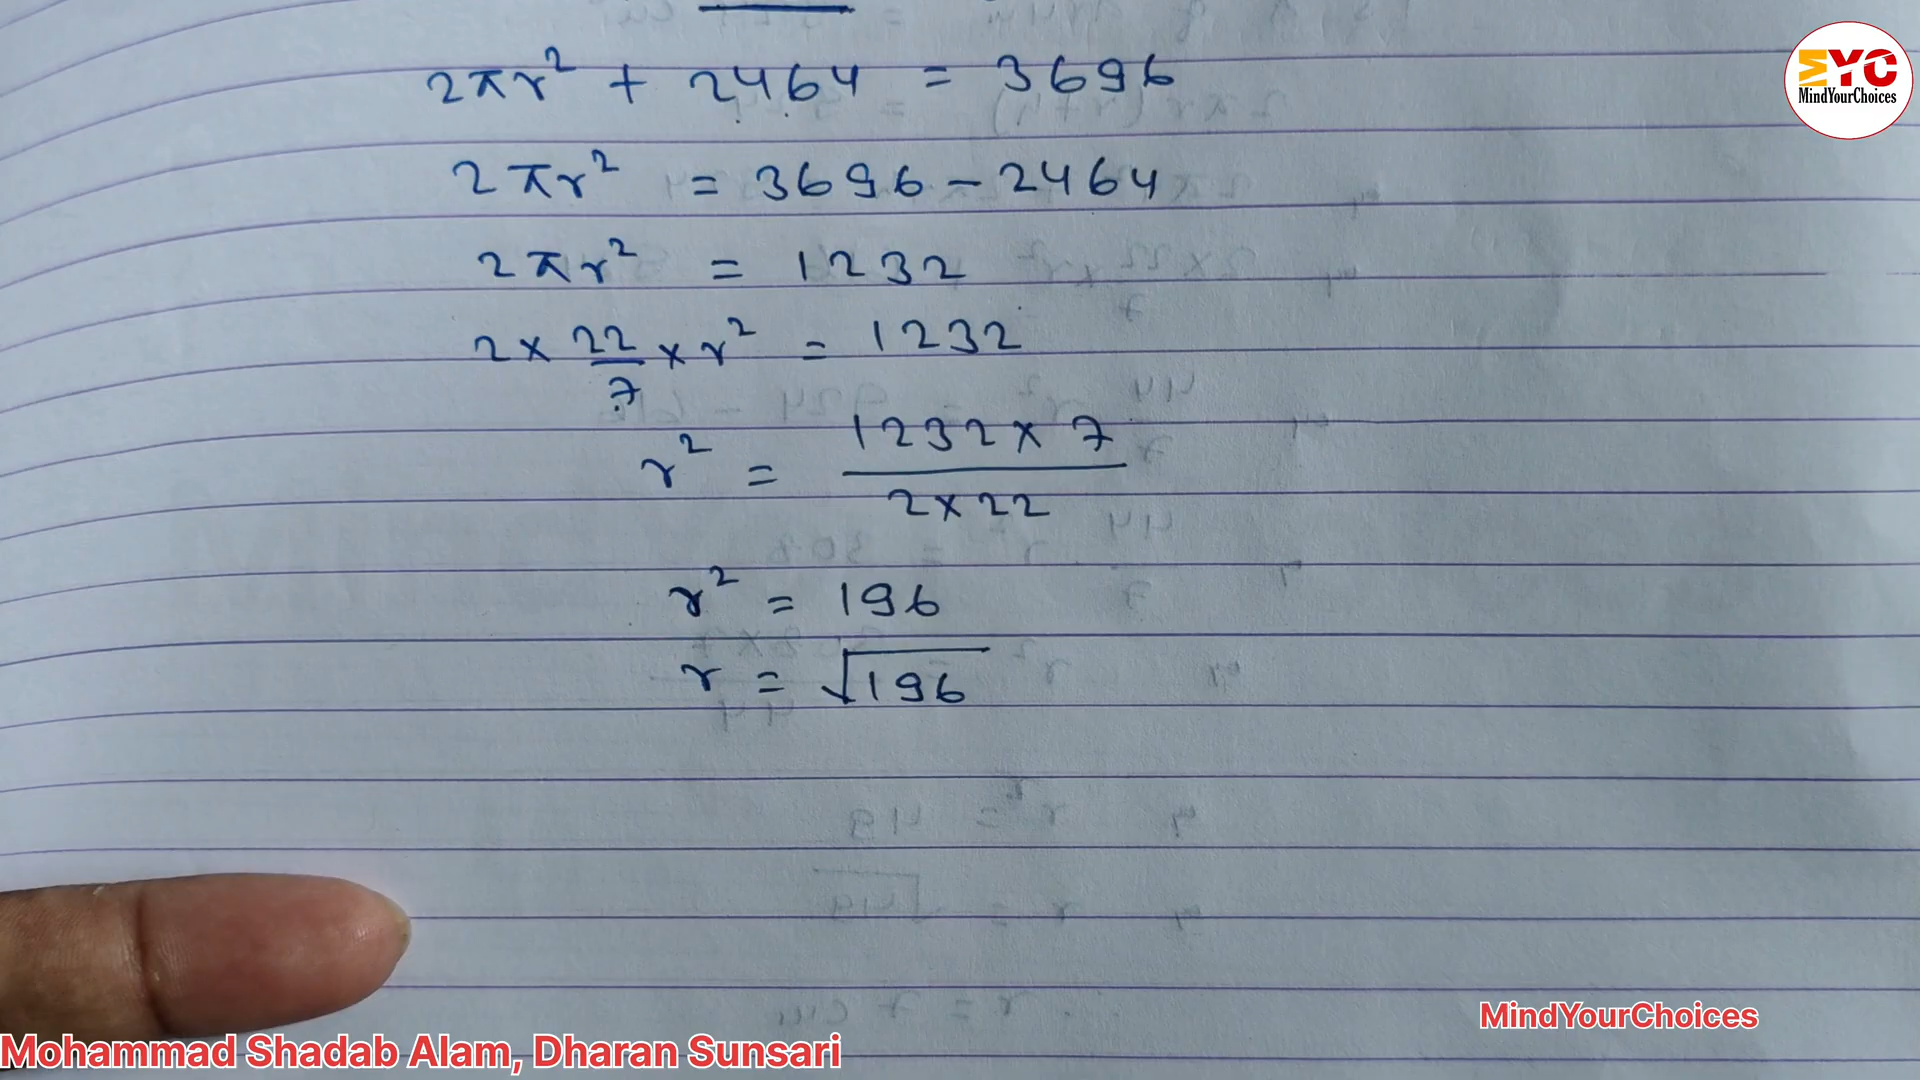 2πr² + 2464 = 3696
MYC
MindYourChoices
2πr² = 3696 - 2464
2πr² = 1232
2 × 22/7 × r² = 1232
r² = 1232 × 7 / 2 × 22
r² = 196
r = √196
MindYourChoices
Mohammad Shadab Alam, Dharan Sunsari